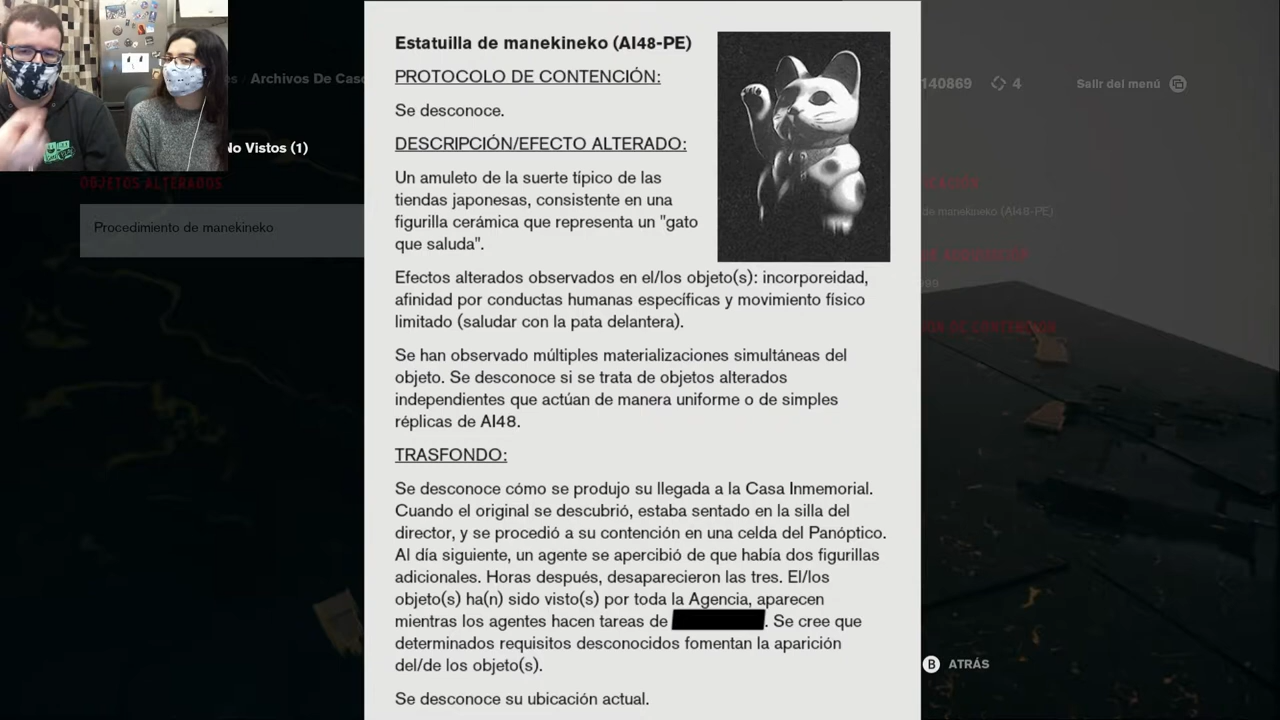 Estatuilla de manekineko (AI48-PE)
PROTOCOLO DE CONTENCIÓN:
Se desconoce.
DESCRIPCIÓN/EFECTO ALTERADO:
Un amuleto de la suerte típico de las
tiendas japonesas, consistente en una
figurilla cerámica que representa un "gato
que saluda".
Efectos alterados observados en el/los objeto(s): incorporeidad,
afinidad por conductas humanas específicas y movimiento físico
limitado (saludar con la pata delantera).
Se han observado múltiples materializaciones simultáneas del
objeto. Se desconoce si se trata de objetos alterados
independientes que actúan de manera uniforme o de simples
réplicas de AI48.
TRASFONDO:
Se desconoce cómo se produjo su llegada a la Casa Inmemorial.
Cuando el original se descubrió, estaba sentado en la silla del
director, y se procedió a su contención en una celda del Panóptico.
Al día siguiente, un agente se apercibió de que había dos figurillas
adicionales. Horas después, desaparecieron las tres. El/los
objeto(s) ha(n) sido visto(s) por toda la Agencia, aparecen
mientras los agentes hacen tareas de . Se cree que
determinados requisitos desconocidos fomentan la aparición
del/de los objeto(s).
Se desconoce su ubicación actual.
Archivos De Caso
No Vistos (1)
OBJETOS ALTERADOS
Procedimiento de manekineko
140869
4
Salir del menú
de manekineko (AI48-PE)
B ATRÁS